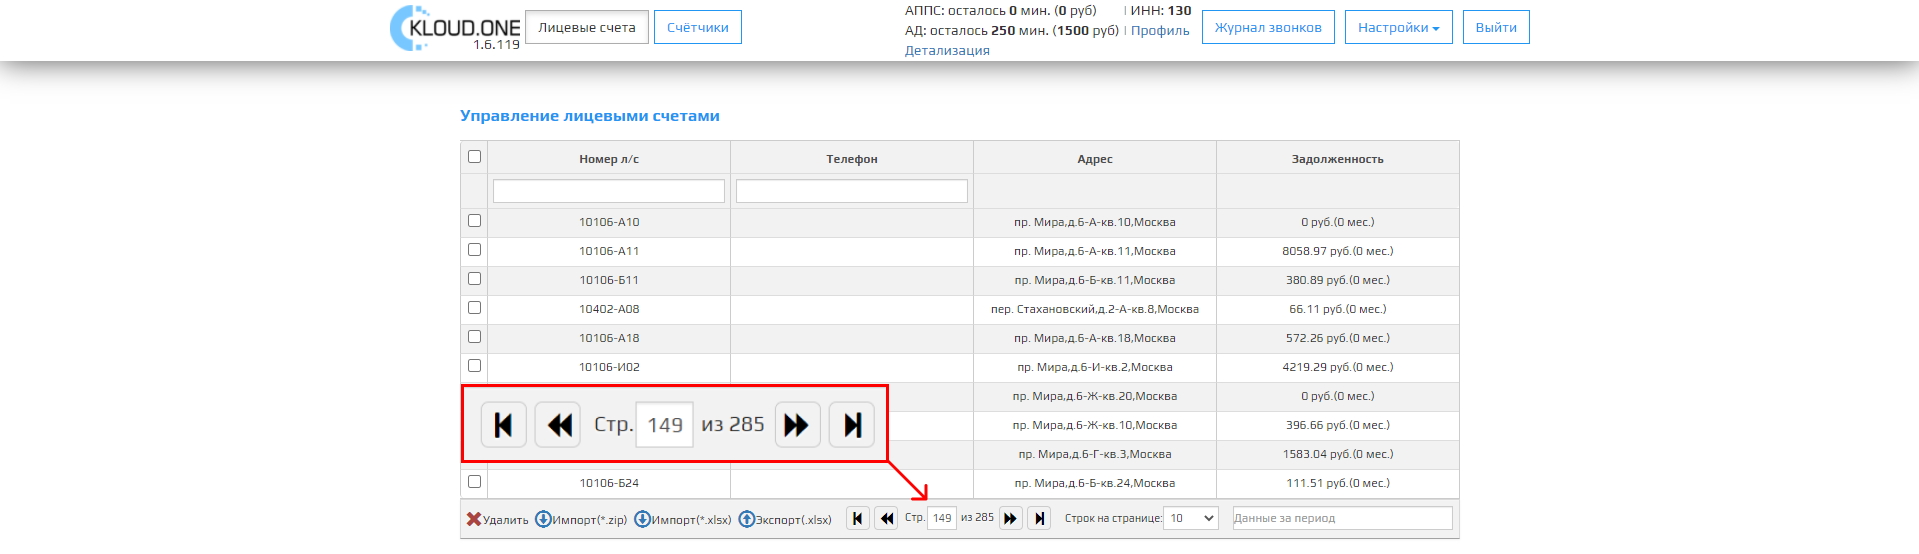 KLOUD.ONE
1.6.119
Лицевые счета
Счётчики
АППС: осталось 0 мин. (0 руб)
АД: осталось 250 мин. (1500 руб)
Детализация
| ИНН: 130
| Профиль
Журнал звонков
Настройки
Выйти
Управление лицевыми счетами
Номер л/с Телефон Адрес Задолженность
10106-А10 пр. Мира,д.6-А-кв.10,Москва 0 руб.(0 мес.)
10106-А11 пр. Мира,д.6-А-кв.11,Москва 8058.97 руб.(0 мес.)
10106-Б11 пр. Мира,д.6-Б-кв.11,Москва 380.89 руб.(0 мес.)
10402-А08 пер. Стахановский,д.2-А-кв.8,Москва 66.11 руб.(0 мес.)
10106-А18 пр. Мира,д.6-А-кв.18,Москва 572.26 руб.(0 мес.)
10106-И02 пр. Мира,д.6-И-кв.2,Москва 4219.29 руб.(0 мес.)
пр. Мира,д.6-Ж-кв.20,Москва 0 руб.(0 мес.)
Стр. 149 из 285
пр. Мира,д.6-Ж-кв.10,Москва 396.66 руб.(0 мес.)
пр. Мира,д.6-Г-кв.3,Москва 1583.04 руб.(0 мес.)
10106-Б24 пр. Мира,д.6-Б-кв.24,Москва 111.51 руб.(0 мес.)
Удалить Импорт(*.zip) Импорт(*.xlsx) Экспорт(.xlsx) Стр. 149 из 285 Строк на странице: 10 Данные за период